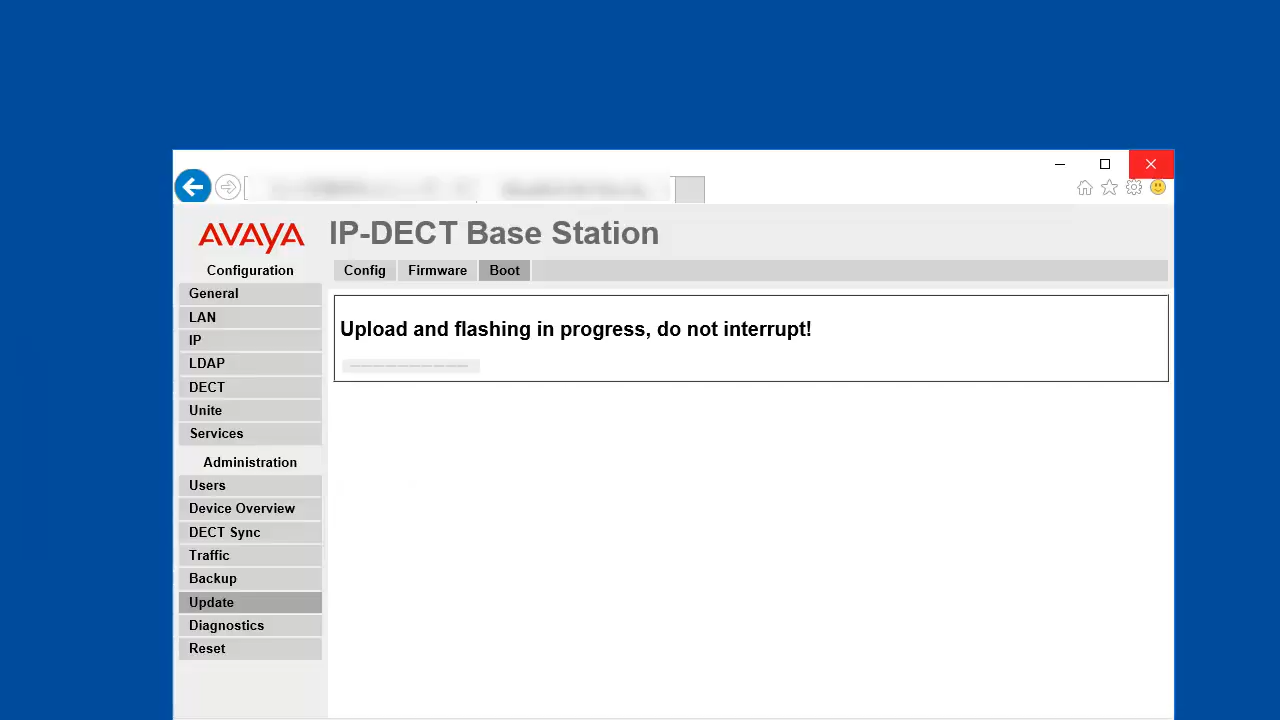 AVAYA
IP-DECT Base Station
Configuration
General
LAN
IP
LDAP
DECT
Unite
Services
Administration
Users
Device Overview
DECT Sync
Traffic
Backup
Update
Diagnostics
Reset
Config Firmware Boot
Upload and flashing in progress, do not interrupt!